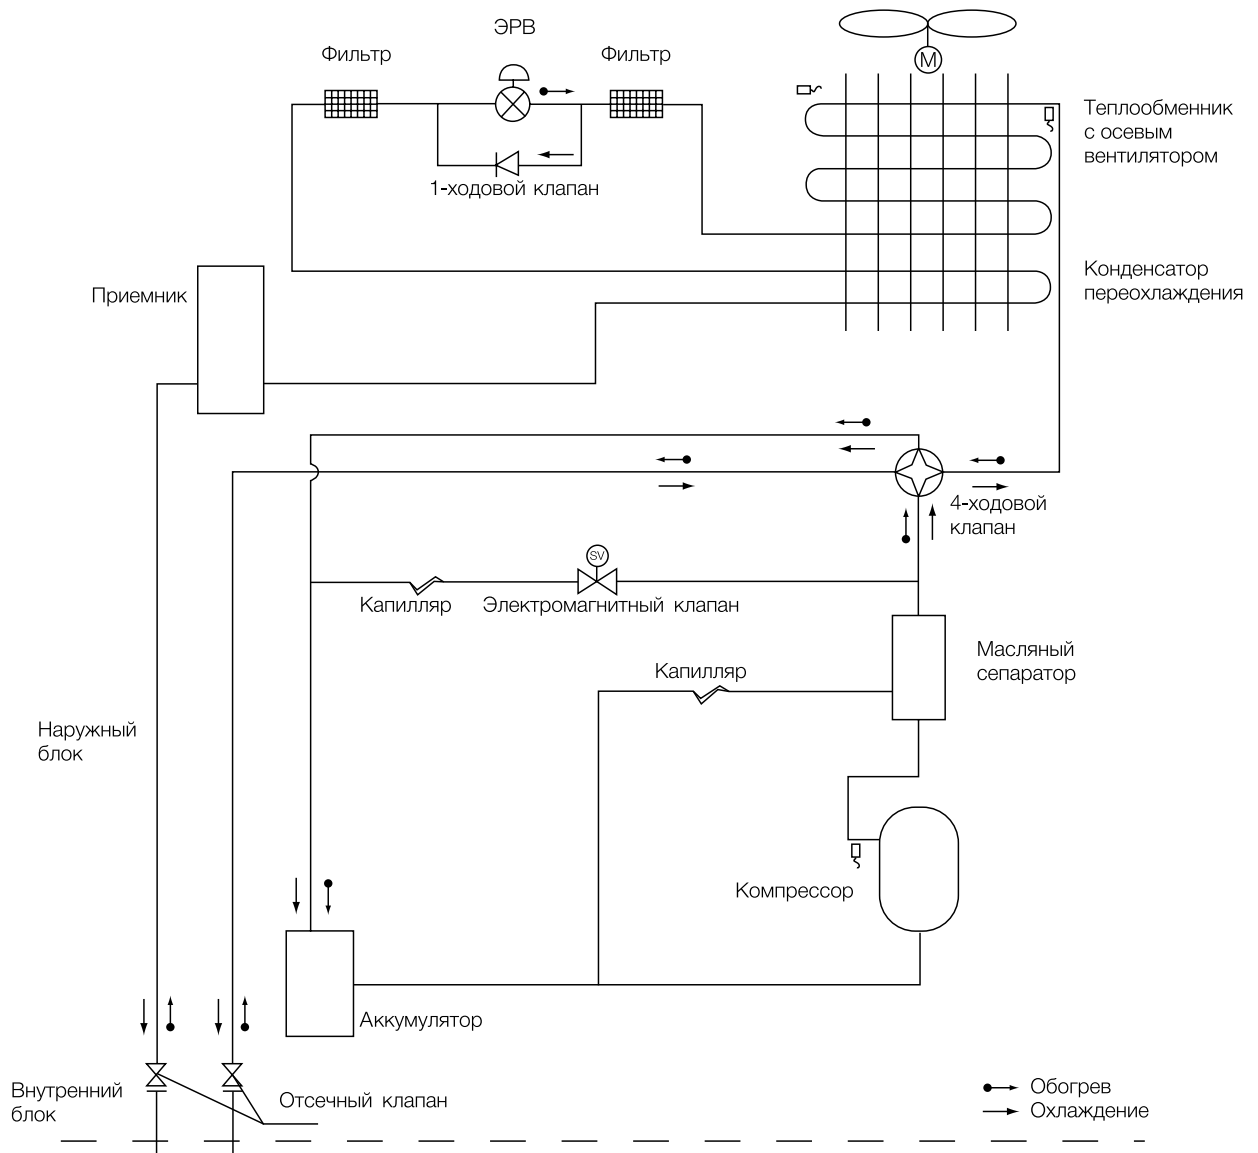 ЭРВ
Фильтр
Фильтр
M
Теплообменник
с осевым
вентилятором
1-ходовой клапан
Конденсатор
переохлаждения
Приемник
4-ходовой
клапан
SV
Капилляр
Электромагнитный клапан
Масляный
сепаратор
Капилляр
Наружный
блок
Компрессор
Аккумулятор
Внутренний
блок
Отсечный клапан
Обогрев
Охлаждение